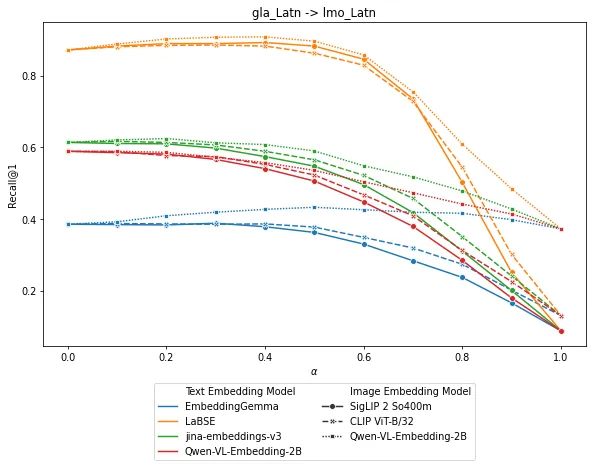 gla_Latn -> lmo_Latn
Recall@1
0.8
0.6
0.4
0.2
0.0 0.2 0.4 0.6 0.8 1.0
α
Text Embedding Model Image Embedding Model
EmbeddingGemma SigLIP 2 So400m
LaBSE CLIP ViT-B/32
jina-embeddings-v3 Qwen-VL-Embedding-2B
Qwen-VL-Embedding-2B